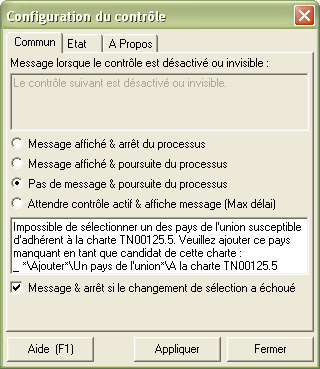 Configuration du contrôle
Commun
Etat
A Propos
Message lorsque le contrôle est désactivé ou invisible :
Le contrôle suivant est désactivé ou invisible.
Message affiché & arrêt du processus
Message affiché & poursuite du processus
Pas de message & poursuite du processus
Attendre contrôle actif & affiche message (Max délai)
Impossible de sélectionner un des pays de l'union susceptible
d'adhérent à la charte TN00125.5. Veuillez ajouter ce pays
manquant en tant que candidat de cette charte :
_ *\Ajouter*\Un pays de l'union*\A la charte TN00125.5
Message & arrêt si le changement de sélection a échoué
Aide (F1)
Appliquer
Fermer